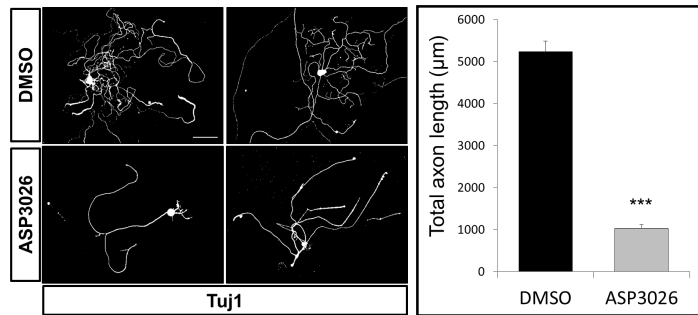 DMSO
ASP3026
Tuj1
Total axon length (µm)
6000
5000
4000
3000
2000
1000
0
***
DMSO
ASP3026